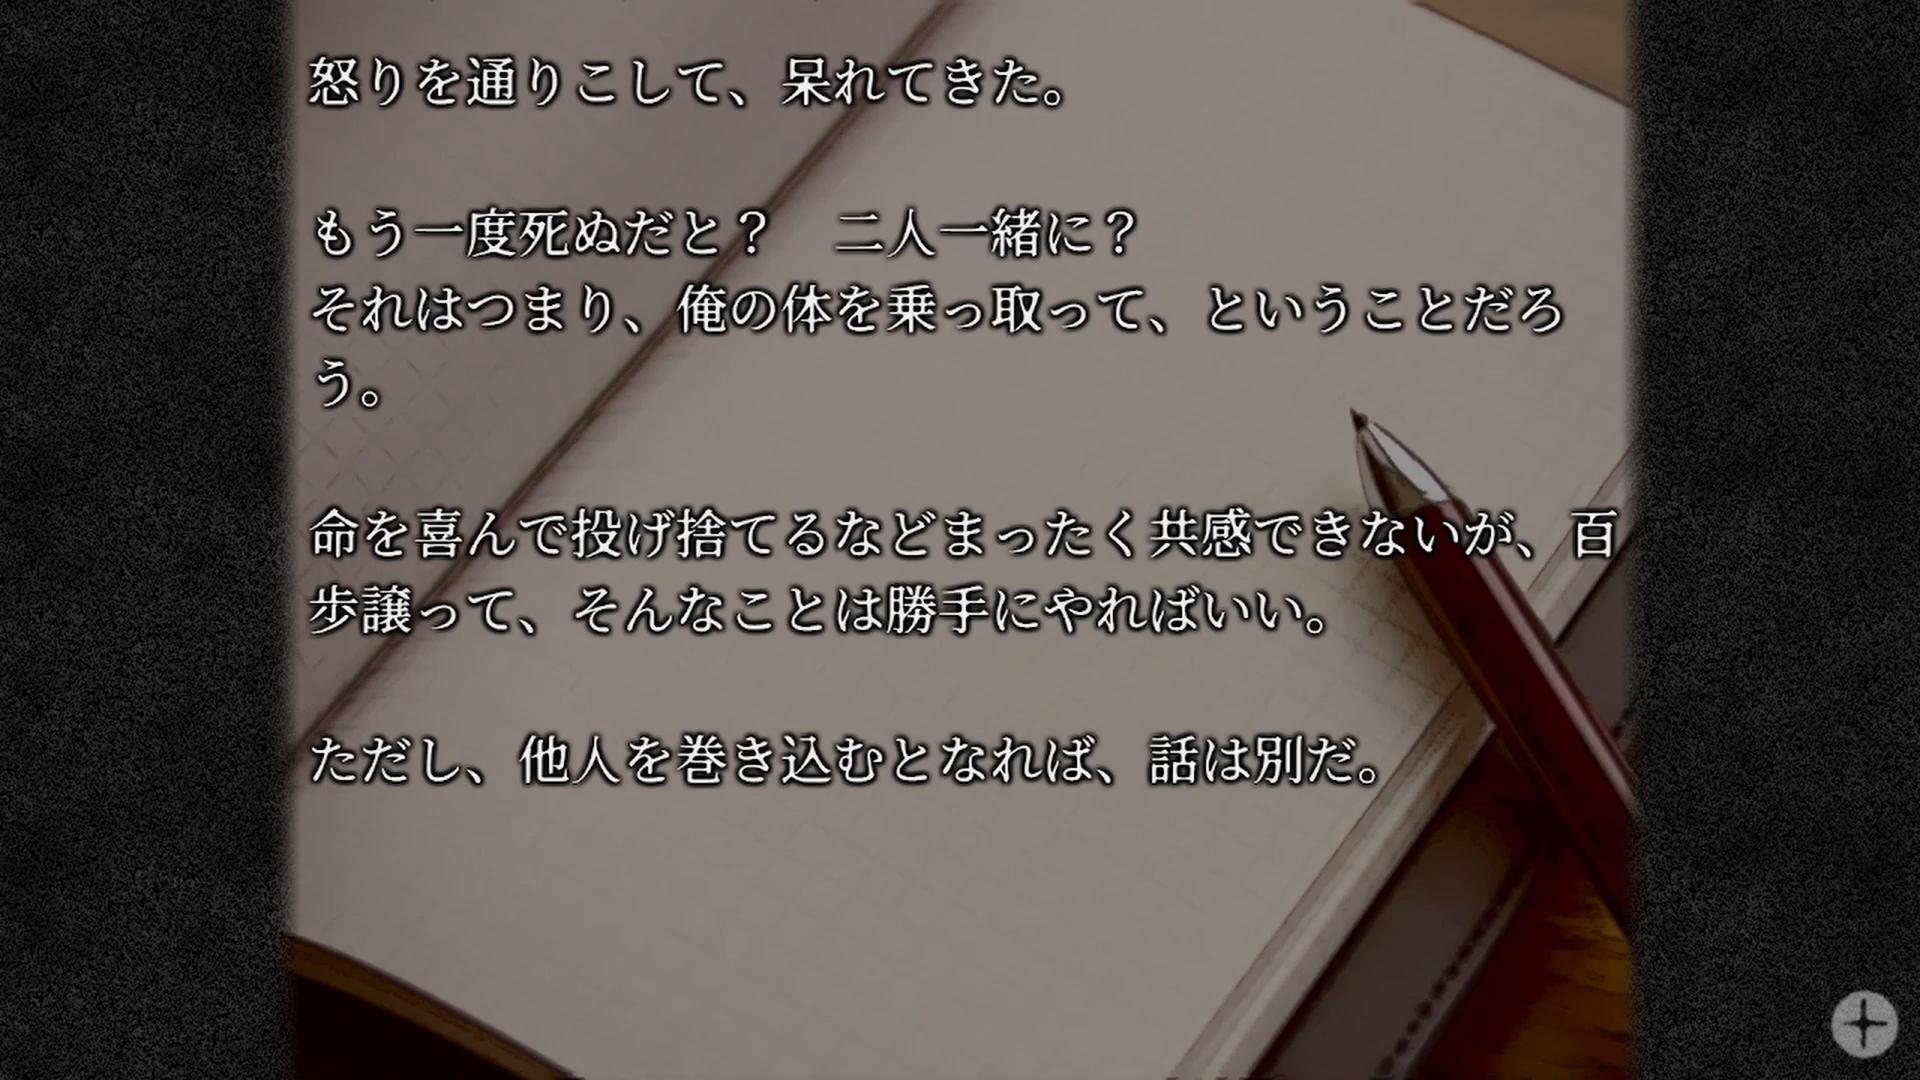 怒りを通りこして、呆れてきた。
もう一度死ぬだと？　二人一緒に？
それはつまり、俺の体を乗っ取って、ということだろ
う。
命を喜んで投げ捨てるなどまったく共感できないが、百
歩譲って、そんなことは勝手にやればいい。
ただし、他人を巻き込むとなれば、話は別だ。